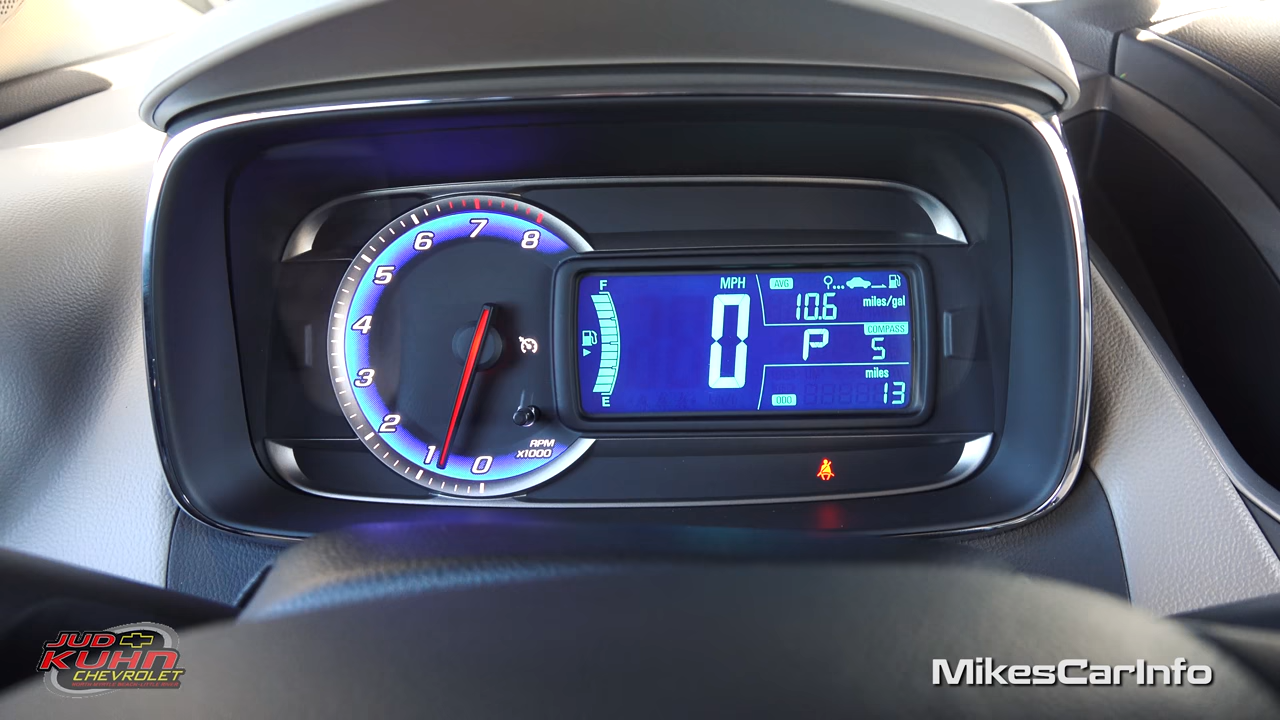 8
7
6
5
4
3
2
1
0
RPM
x1000
F
E
MPH
0
AVG
10.6
miles/gal
P
COMPASS
S
miles
ODO
13
JUD
KUHN
CHEVROLET
MikesCarInfo